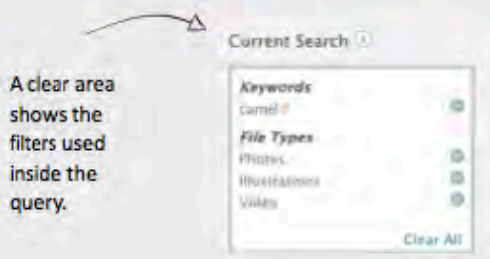 Current Search
A clear area
shows the
filters used
inside the
query.
Keywords
camel
File Types
Photos
Illustrations
Video
Clear All